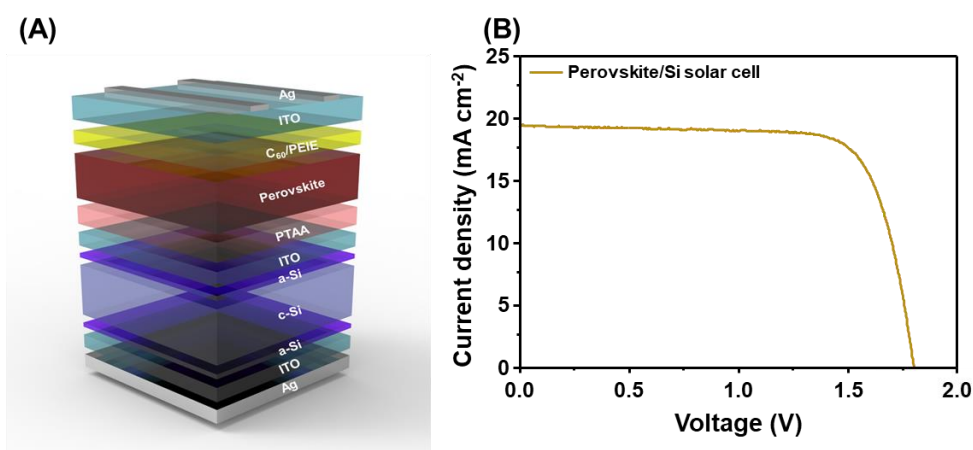 (A)
Ag
ITO
C₆₀/PEIE
Perovskite
PTAA
ITO
a-Si
c-Si
a-Si
ITO
Ag
(B)
Perovskite/Si solar cell
25
20
15
10
5
0
0.0 0.5 1.0 1.5 2.0
Current density (mA cm⁻²)
Voltage (V)